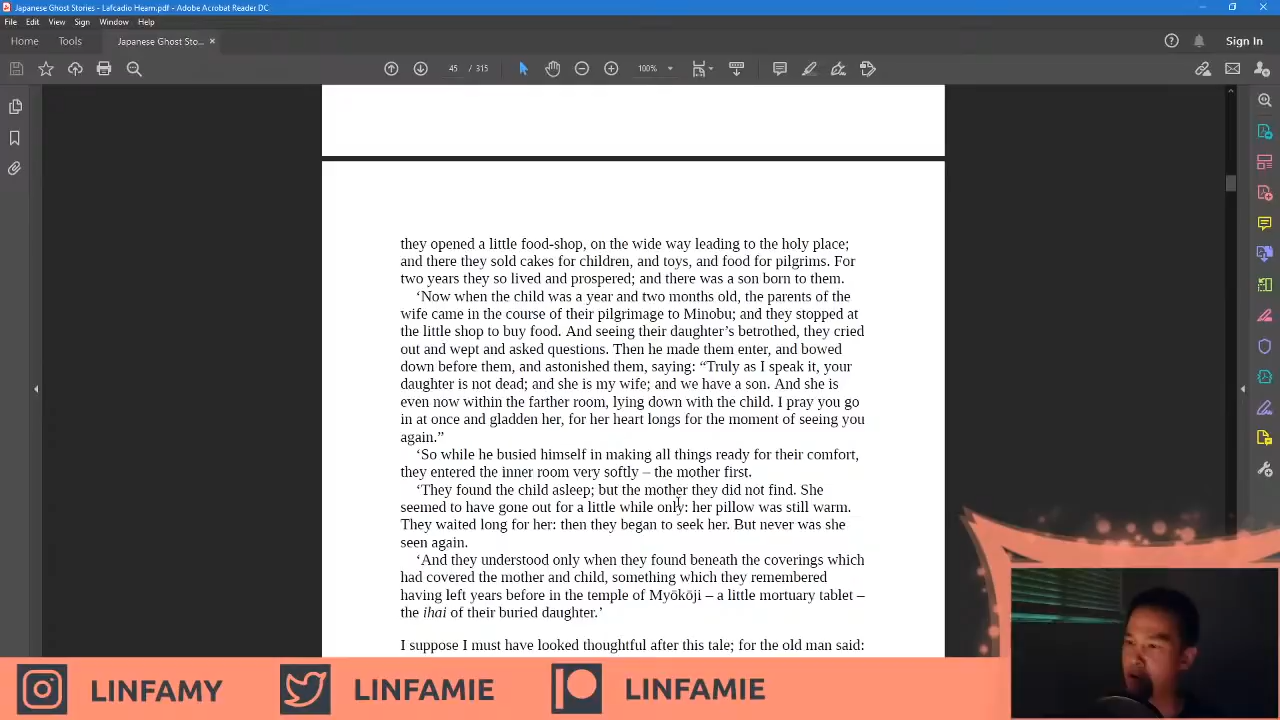 Japanese Ghost Stories - Lafcadio Hearn.pdf - Adobe Acrobat Reader DC
File Edit View Sign Window Help
Home Tools Japanese Ghost Sto... × Sign In
45 / 315 100%
they opened a little food-shop, on the wide way leading to the holy place;
and there they sold cakes for children, and toys, and food for pilgrims. For
two years they so lived and prospered; and there was a son born to them.
‘Now when the child was a year and two months old, the parents of the
wife came in the course of their pilgrimage to Minobu; and they stopped at
the little shop to buy food. And seeing their daughter’s betrothed, they cried
out and wept and asked questions. Then he made them enter, and bowed
down before them, and astonished them, saying: “Truly as I speak it, your
daughter is not dead; and she is my wife; and we have a son. And she is
even now within the farther room, lying down with the child. I pray you go
in at once and gladden her, for her heart longs for the moment of seeing you
again.”
‘So while he busied himself in making all things ready for their comfort,
they entered the inner room very softly – the mother first.
‘They found the child asleep; but the mother they did not find. She
seemed to have gone out for a little while only: her pillow was still warm.
They waited long for her: then they began to seek her. But never was she
seen again.
‘And they understood only when they found beneath the coverings which
had covered the mother and child, something which they remembered
having left years before in the temple of Myōkōji – a little mortuary tablet –
the ihai of their buried daughter.’
I suppose I must have looked thoughtful after this tale; for the old man said:
LINFAMY LINFAMIE LINFAMIE